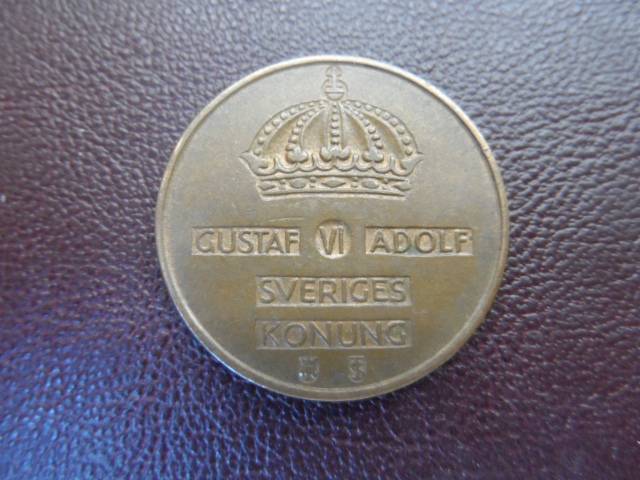 GUSTAF VI ADOLF
SVERIGES
KONUNG